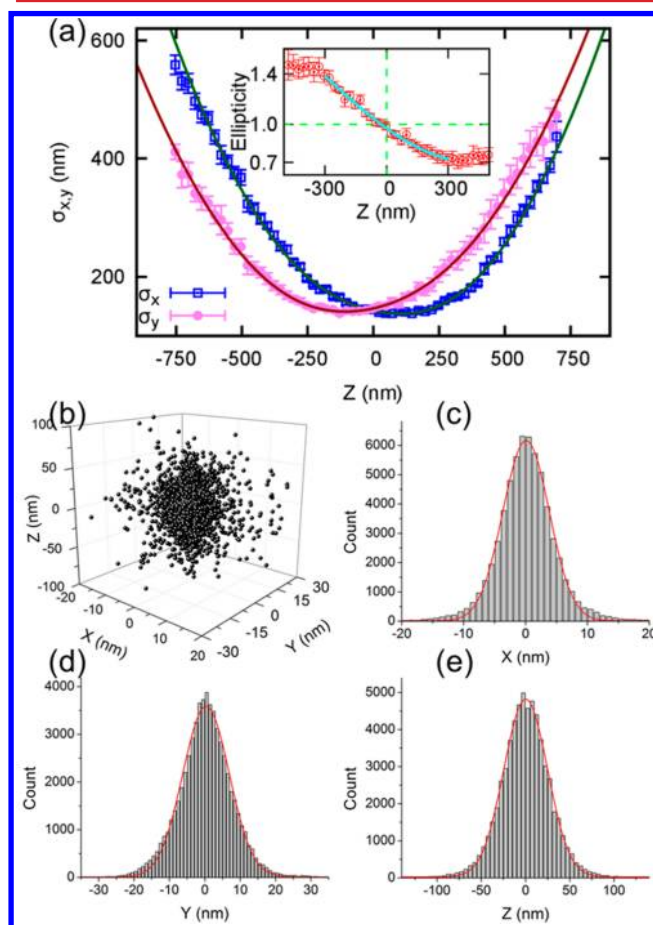 (a)
600
400
200
σx,y (nm)
σx
σy
-750 -500 -250 0 250 500 750
Z (nm)
Ellipticity
1.4
1.0
0.7
-300 0 300
Z (nm)
(b)
100
50
0
-50
-100
Z (nm)
-20 -10 0 10 20
X (nm)
-30 -15 0 15 30
Y (nm)
(c)
6000
5000
4000
3000
2000
1000
0
Count
-20 -10 0 10 20
X (nm)
(d)
4000
3000
2000
1000
0
Count
-30 -20 -10 0 10 20 30
Y (nm)
(e)
5000
4000
3000
2000
1000
0
Count
-100 -50 0 50 100
Z (nm)